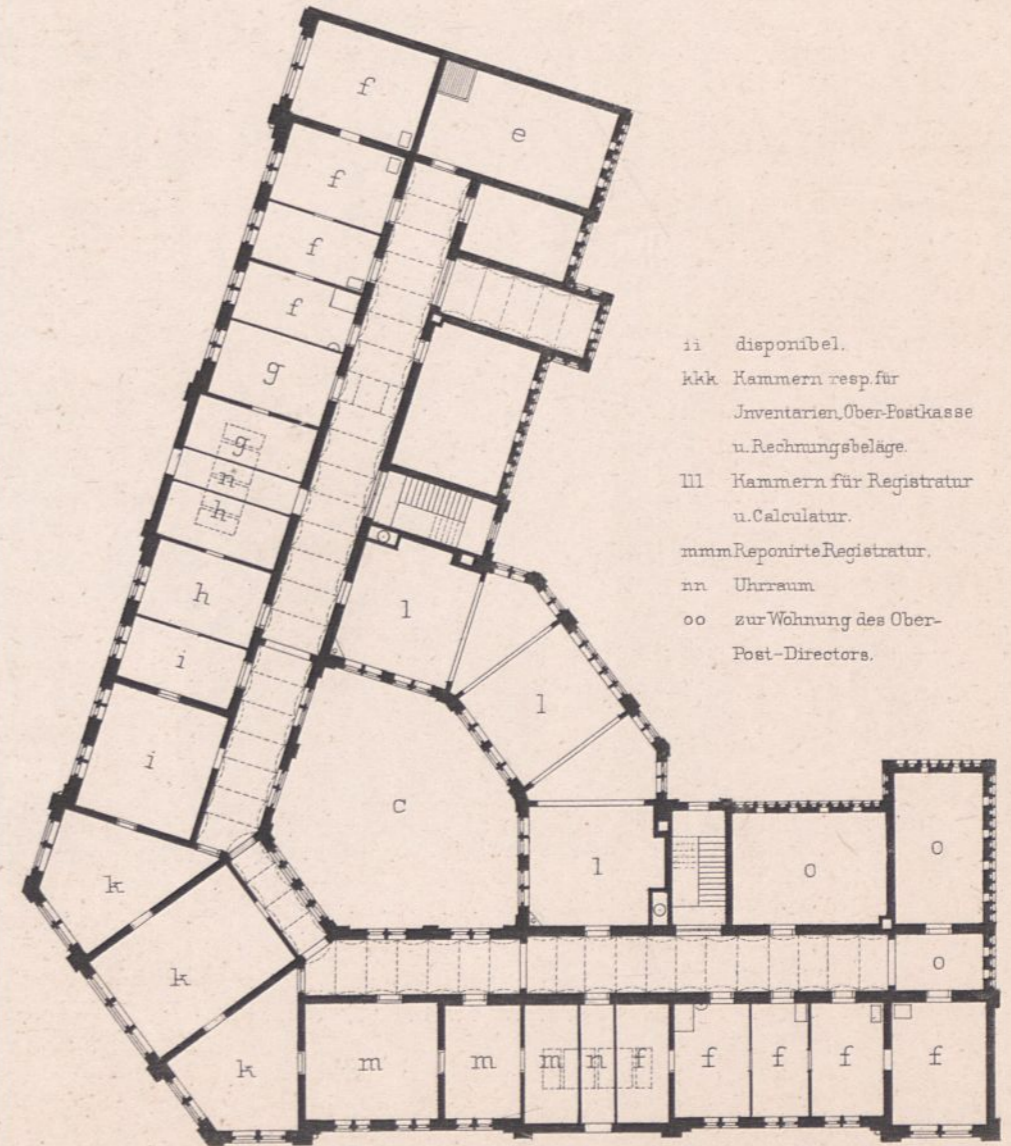 f
e
f
f
f
g
g
n
h
h
i
i
k
k
k
c
l
l
l
o
o
o
m
m
m
n
f
f
f
f
f
ii disponibel.
kkk Kammern resp. für
Jnventarien, Ober-Postkasse
u. Rechnungsbeläge.
lll Kammern für Registratur
u. Calculatur.
mmm Reponirte Registratur.
nn Uhrraum
oo zur Wohnung des Ober-
Post-Directors.